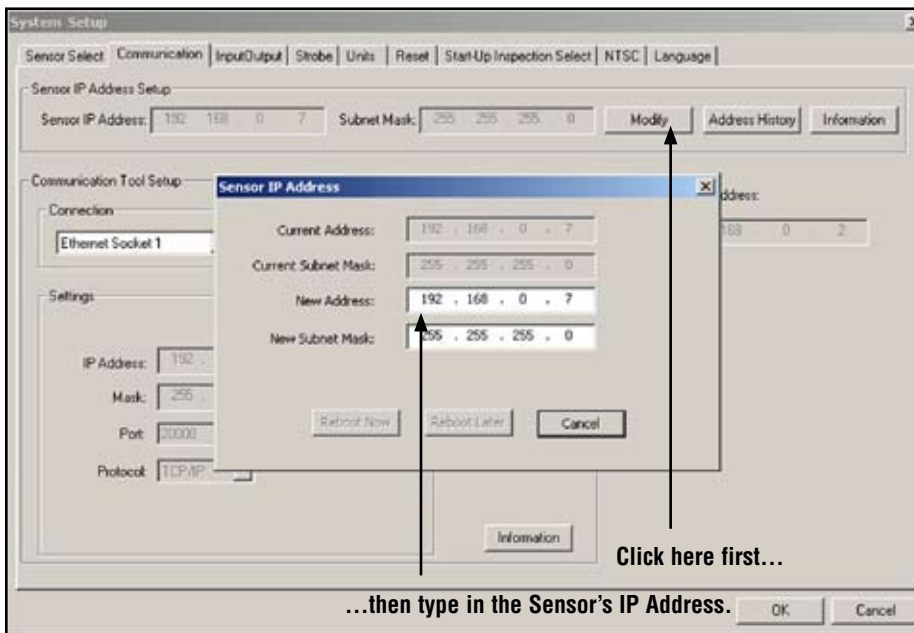 System Setup
Sensor Select Communication InputOutput Strobe Units Reset Start-Up Inspection Select NTSC Language
Sensor IP Address Setup
Sensor IP Address: 192 168 . 0 . 7 Subnet Mask: 255 . 255 . 255 . 0 Modify Address History Information
Communication Tool Setup
Connection
Ethernet Socket 1
ddress:
168 . 0 . 2
Sensor IP Address
Current Address: 192 . 168 . 0 . 7
Current Subnet Mask: 255 . 255 . 255 . 0
New Address: 192 . 168 . 0 . 7
New Subnet Mask: 255 . 255 . 255 . 0
Reboot Now Reboot Later Cancel
Settings
IP Address: 192 .
Mask: 255 .
Port: 20000
Protocol: TCP/IP
Information
Click here first...
...then type in the Sensor's IP Address.
OK Cancel